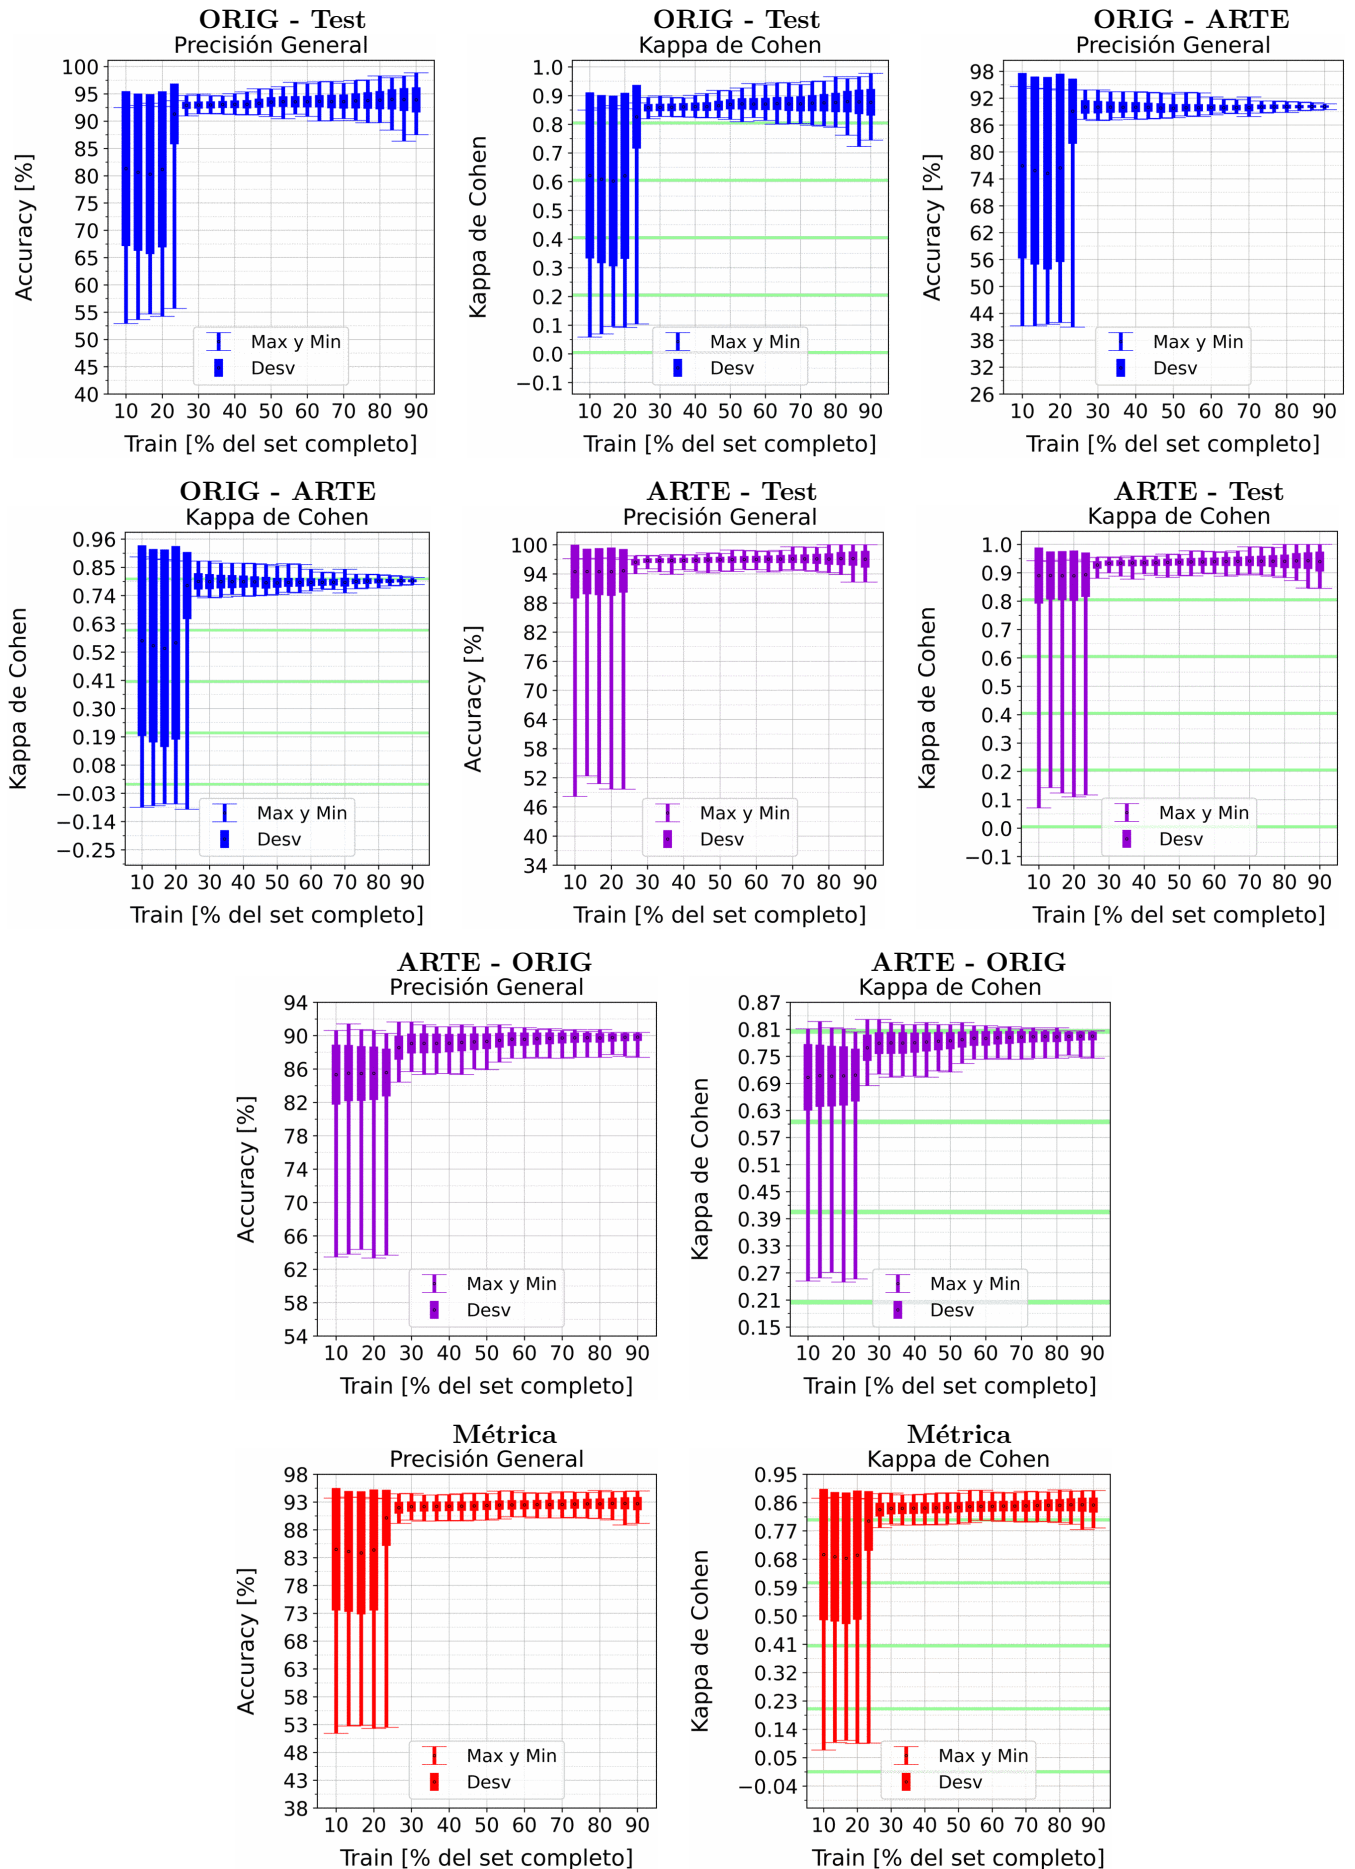 ORIG - Test
Precisión General
Accuracy [%]
100
95
90
85
80
75
70
65
60
55
50
45
40
Max y Min
Desv
10 20 30 40 50 60 70 80 90
Train [% del set completo]
ORIG - Test
Kappa de Cohen
Kappa de Cohen
1.0
0.9
0.8
0.7
0.6
0.5
0.4
0.3
0.2
0.1
0.0
−0.1
Max y Min
Desv
10 20 30 40 50 60 70 80 90
Train [% del set completo]
ORIG - ARTE
Precisión General
Accuracy [%]
98
92
86
80
74
68
62
56
50
44
38
32
26
Max y Min
Desv
10 20 30 40 50 60 70 80 90
Train [% del set completo]
ORIG - ARTE
Kappa de Cohen
Kappa de Cohen
0.96
0.85
0.74
0.63
0.52
0.41
0.30
0.19
0.08
−0.03
−0.14
−0.25
Max y Min
Desv
10 20 30 40 50 60 70 80 90
Train [% del set completo]
ARTE - Test
Precisión General
Accuracy [%]
100
94
88
82
76
70
64
58
52
46
40
34
Max y Min
Desv
10 20 30 40 50 60 70 80 90
Train [% del set completo]
ARTE - Test
Kappa de Cohen
Kappa de Cohen
1.0
0.9
0.8
0.7
0.6
0.5
0.4
0.3
0.2
0.1
0.0
−0.1
Max y Min
Desv
10 20 30 40 50 60 70 80 90
Train [% del set completo]
ARTE - ORIG
Precisión General
Accuracy [%]
94
90
86
82
78
74
70
66
62
58
54
Max y Min
Desv
10 20 30 40 50 60 70 80 90
Train [% del set completo]
ARTE - ORIG
Kappa de Cohen
Kappa de Cohen
0.87
0.81
0.75
0.69
0.63
0.57
0.51
0.45
0.39
0.33
0.27
0.21
0.15
Max y Min
Desv
10 20 30 40 50 60 70 80 90
Train [% del set completo]
Métrica
Precisión General
Accuracy [%]
98
93
88
83
78
73
68
63
58
53
48
43
38
Max y Min
Desv
10 20 30 40 50 60 70 80 90
Train [% del set completo]
Métrica
Kappa de Cohen
Kappa de Cohen
0.95
0.86
0.77
0.68
0.59
0.50
0.41
0.32
0.23
0.14
0.05
−0.04
Max y Min
Desv
10 20 30 40 50 60 70 80 90
Train [% del set completo]